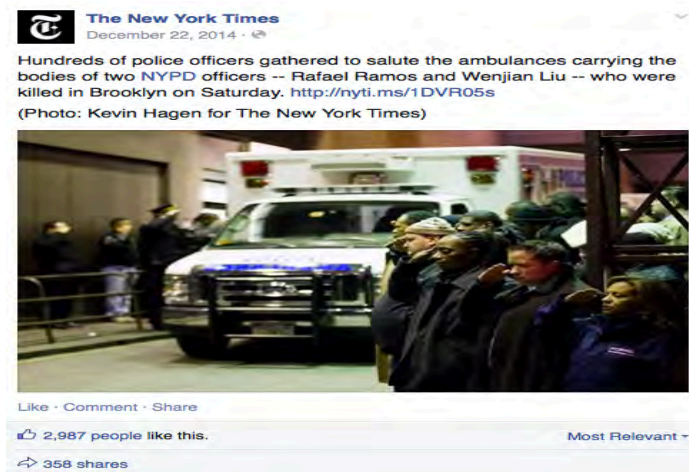 The New York Times
December 22, 2014 ·
Hundreds of police officers gathered to salute the ambulances carrying the
bodies of two NYPD officers -- Rafael Ramos and Wenjian Liu -- who were
killed in Brooklyn on Saturday. http://nyti.ms/1DVR05s
(Photo: Kevin Hagen for The New York Times)
Like · Comment · Share
2,987 people like this.
Most Relevant
358 shares